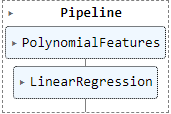 ▸ Pipeline
▸ PolynomialFeatures
▸ LinearRegression